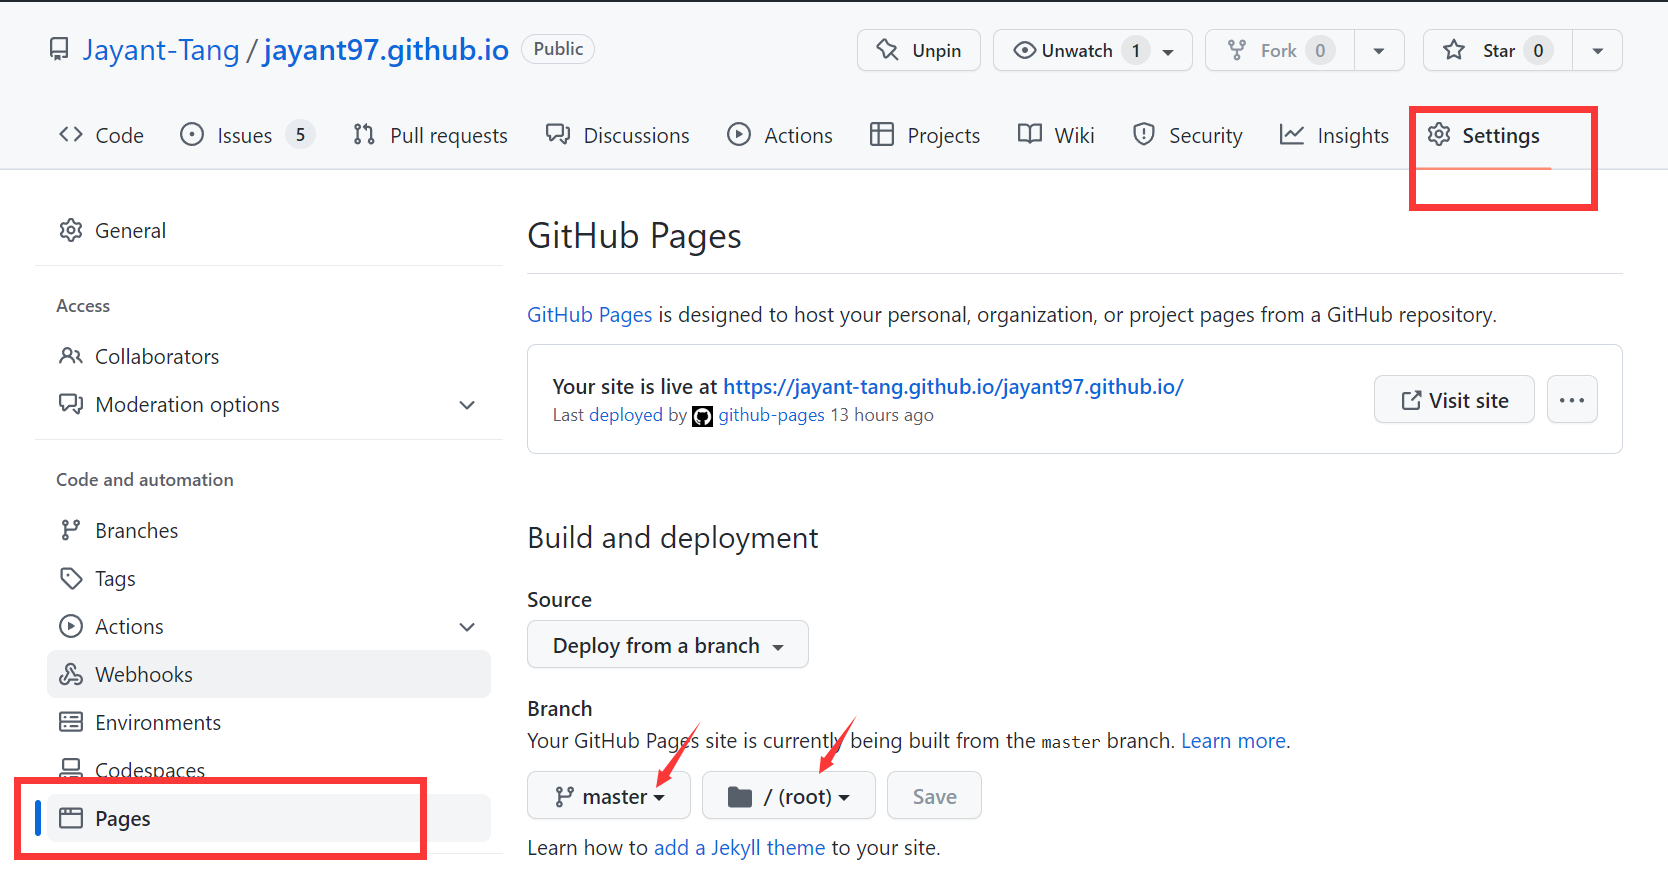 Jayant-Tang / jayant97.github.io Public Unpin Unwatch 1 Fork 0 Star 0
Code Issues 5 Pull requests Discussions Actions Projects Wiki Security Insights Settings
General
Access
Collaborators
Moderation options
Code and automation
Branches
Tags
Actions
Webhooks
Environments
Codespaces
Pages
GitHub Pages
GitHub Pages is designed to host your personal, organization, or project pages from a GitHub repository.
Your site is live at https://jayant-tang.github.io/jayant97.github.io/
Last deployed by github-pages 13 hours ago
Visit site
Build and deployment
Source
Deploy from a branch
Branch
Your GitHub Pages site is currently being built from the master branch. Learn more.
master / (root) Save
Learn how to add a Jekyll theme to your site.